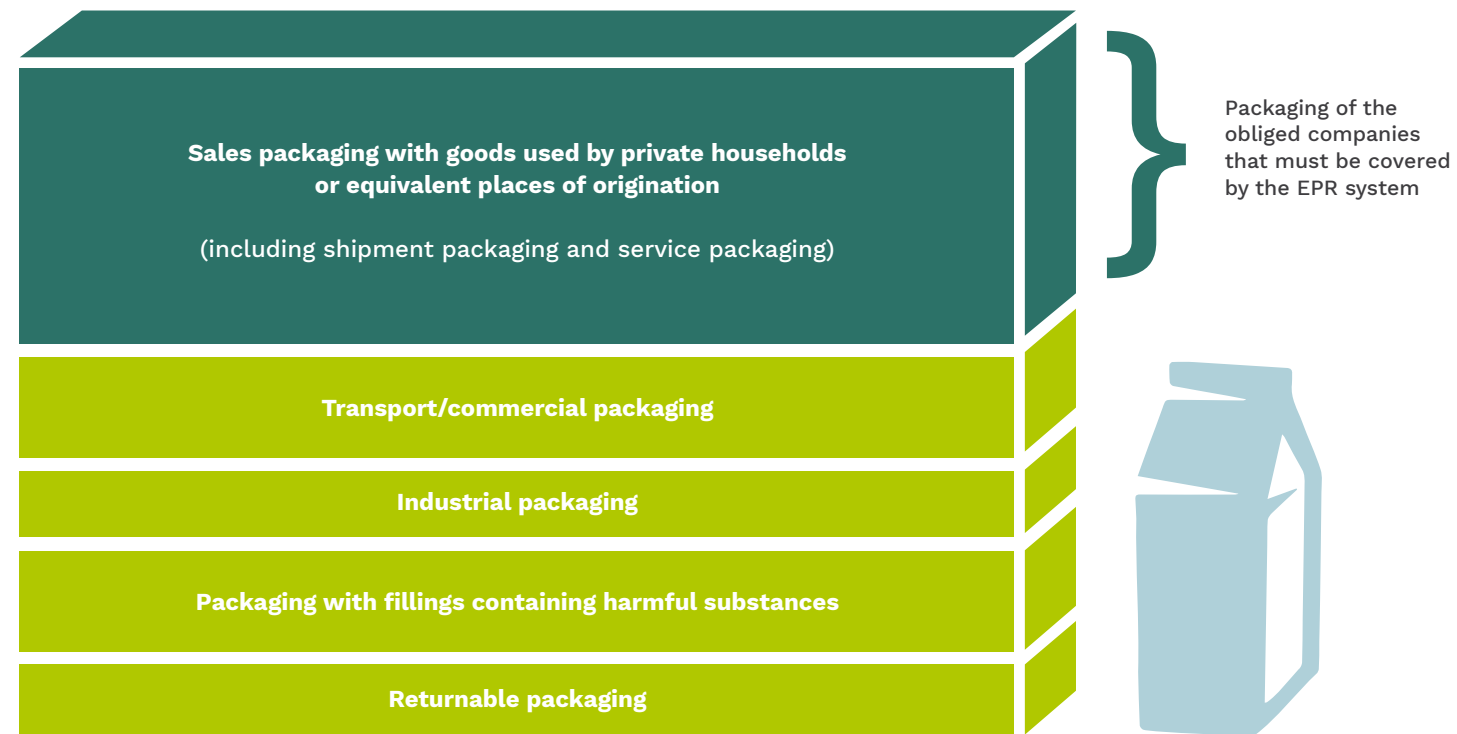 Sales packaging with goods used by private households
or equivalent places of origination
(including shipment packaging and service packaging)
Packaging of the
obliged companies
that must be covered
by the EPR system
Transport/commercial packaging
Industrial packaging
Packaging with fillings containing harmful substances
Returnable packaging